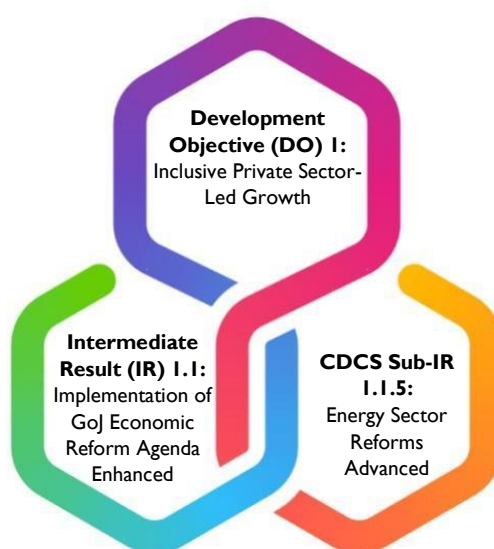 Development
Objective (DO) 1:
Inclusive Private Sector-
Led Growth
Intermediate
Result (IR) 1.1:
Implementation of
GoJ Economic
Reform Agenda
Enhanced
CDCS Sub-IR
1.1.5:
Energy Sector
Reforms
Advanced